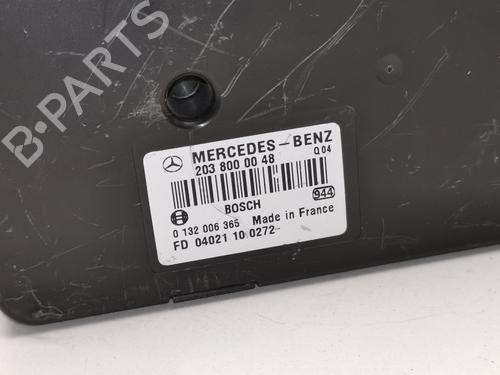 B-PARTS
MERCEDES-BENZ
203 800 00 48 Q04
BOSCH 944
0 132 006 365 Made in France
FD 04021 10 0272